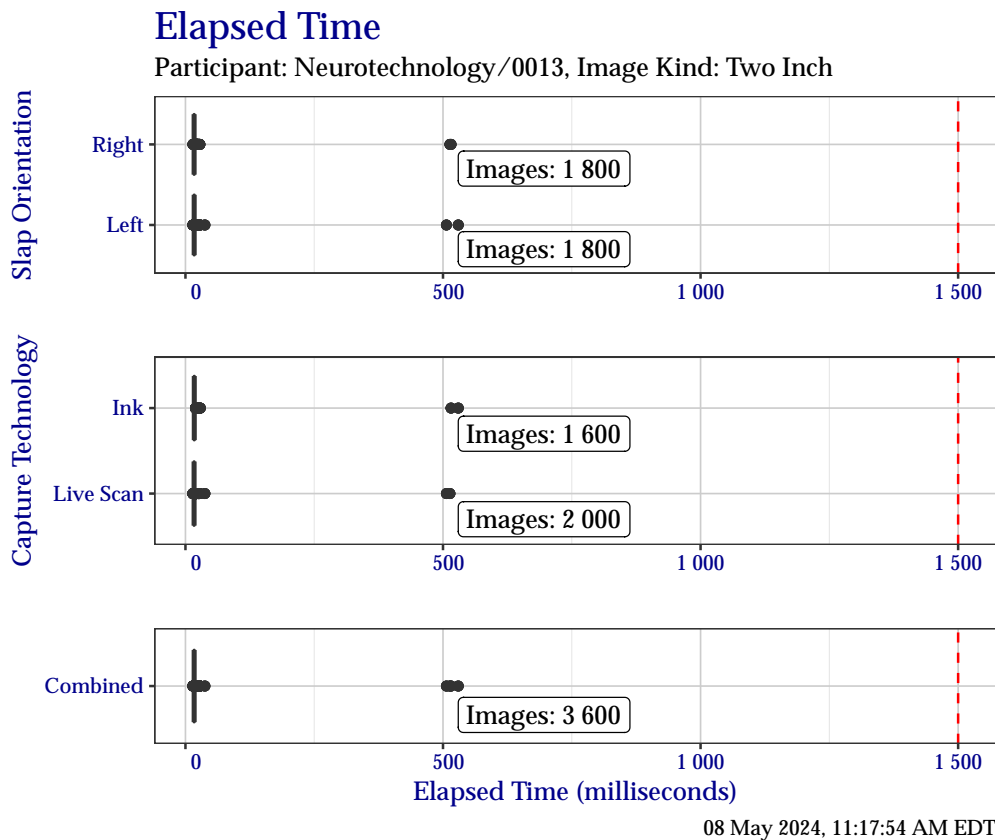 Elapsed Time
Participant: Neurotechnology/0013, Image Kind: Two Inch
Slap Orientation
Right
Images: 1 800
Left
Images: 1 800
0 500 1 000 1 500
Capture Technology
Ink
Images: 1 600
Live Scan
Images: 2 000
0 500 1 000 1 500
Combined
Images: 3 600
0 500 1 000 1 500
Elapsed Time (milliseconds)
08 May 2024, 11:17:54 AM EDT